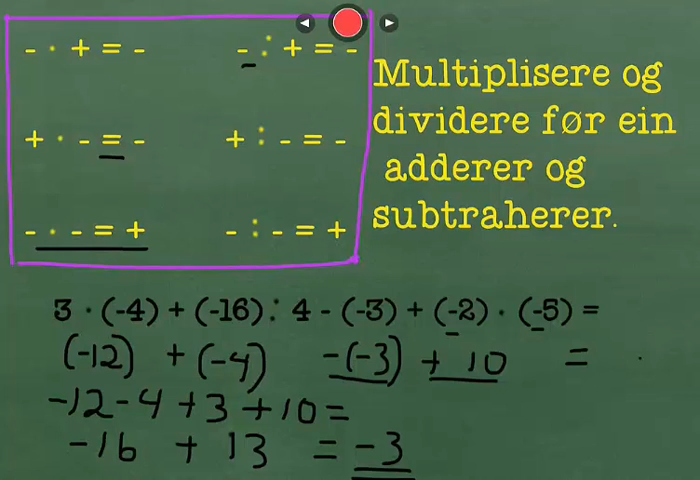 - · + = - - : + = -
+ · - = - + : - = -
- · - = + - : - = +
Multiplisere og
dividere før ein
adderer og
subtraherer.
3 · (-4) + (-16) : 4 - (-3) + (-2) · (-5) =
(-12) + (-4) -(-3) + 10 =
-12 - 4 + 3 + 10 =
-16 + 13 = -3